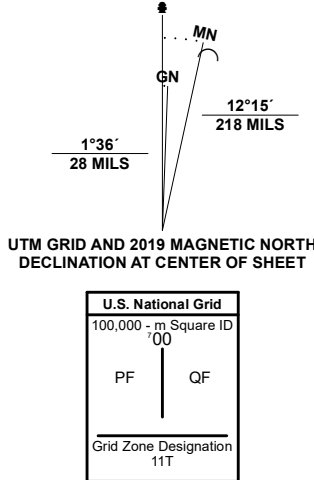 MN
GN
12°15´
218 MILS
1°36´
28 MILS
UTM GRID AND 2019 MAGNETIC NORTH
DECLINATION AT CENTER OF SHEET
U.S. National Grid
100,000 - m Square ID
⁷00
PF QF
Grid Zone Designation
11T